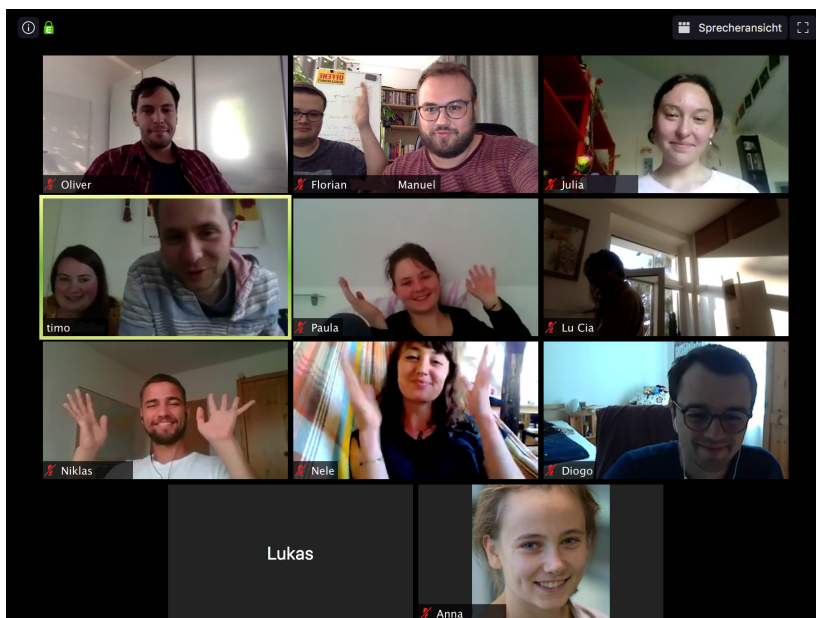 Sprecheransicht
Oliver
Florian Manuel
Julia
timo
Paula
Lu Cia
Niklas
Nele
Diogo
Lukas
Anna